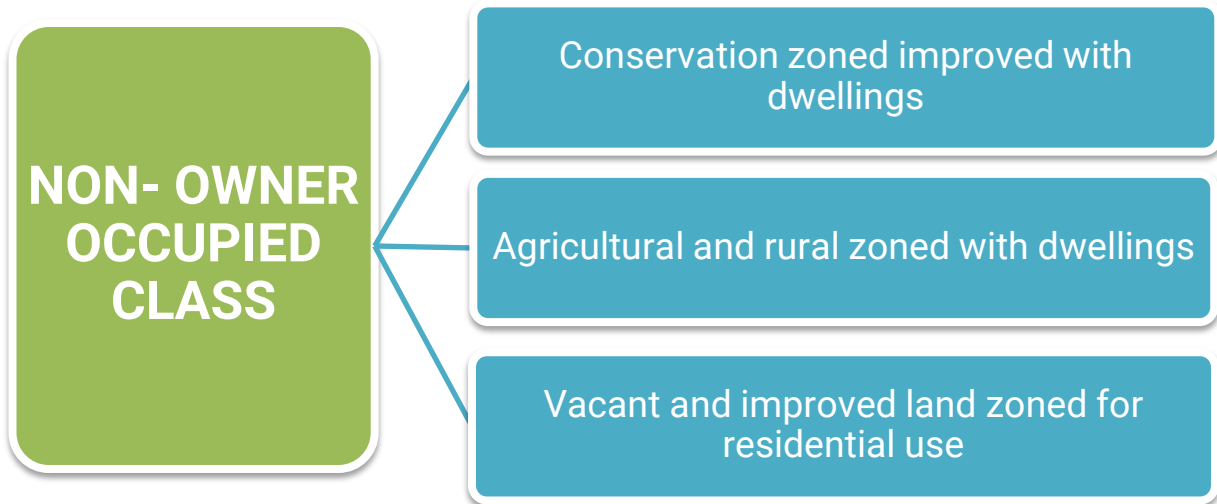 NON- OWNER
OCCUPIED
CLASS
Conservation zoned improved with
dwellings
Agricultural and rural zoned with dwellings
Vacant and improved land zoned for
residential use